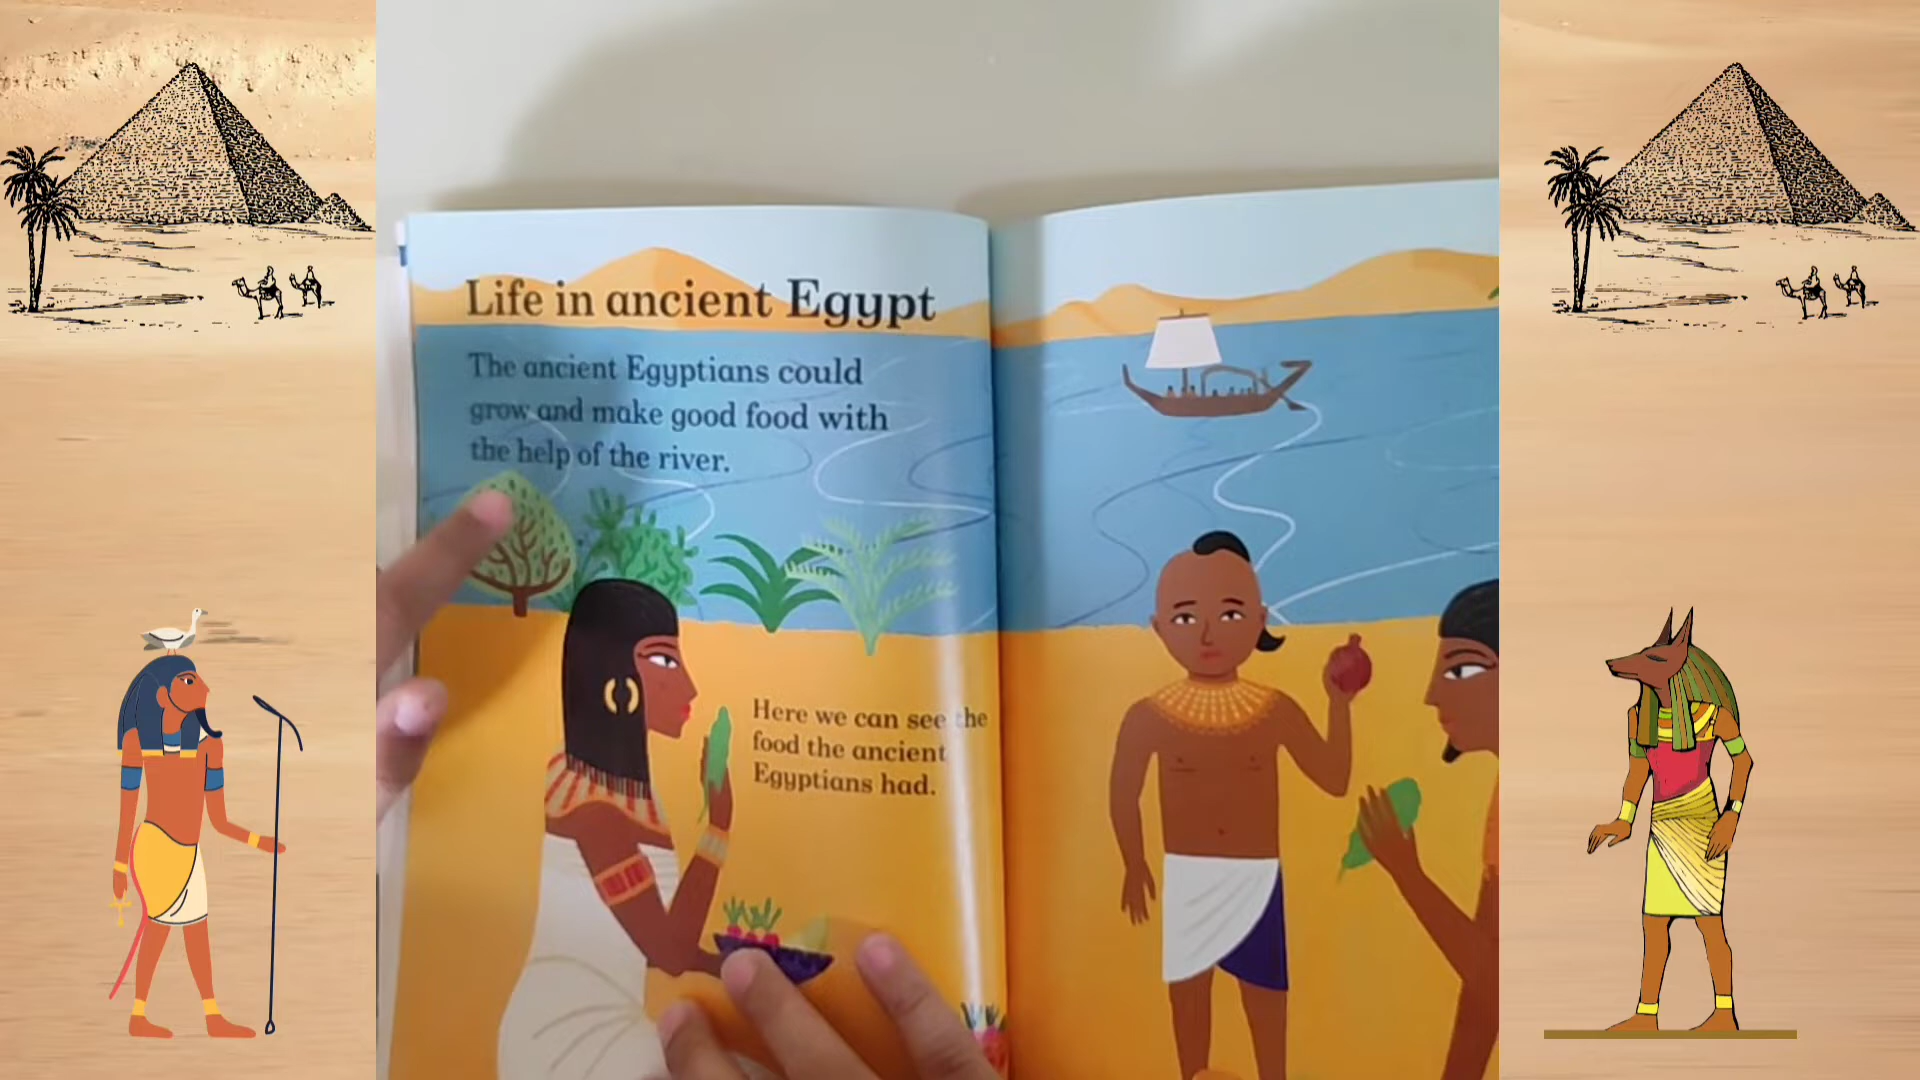 Life in ancient Egypt
The ancient Egyptians could
grow and make good food with
the help of the river.
Here we can see the
food the ancient
Egyptians had.